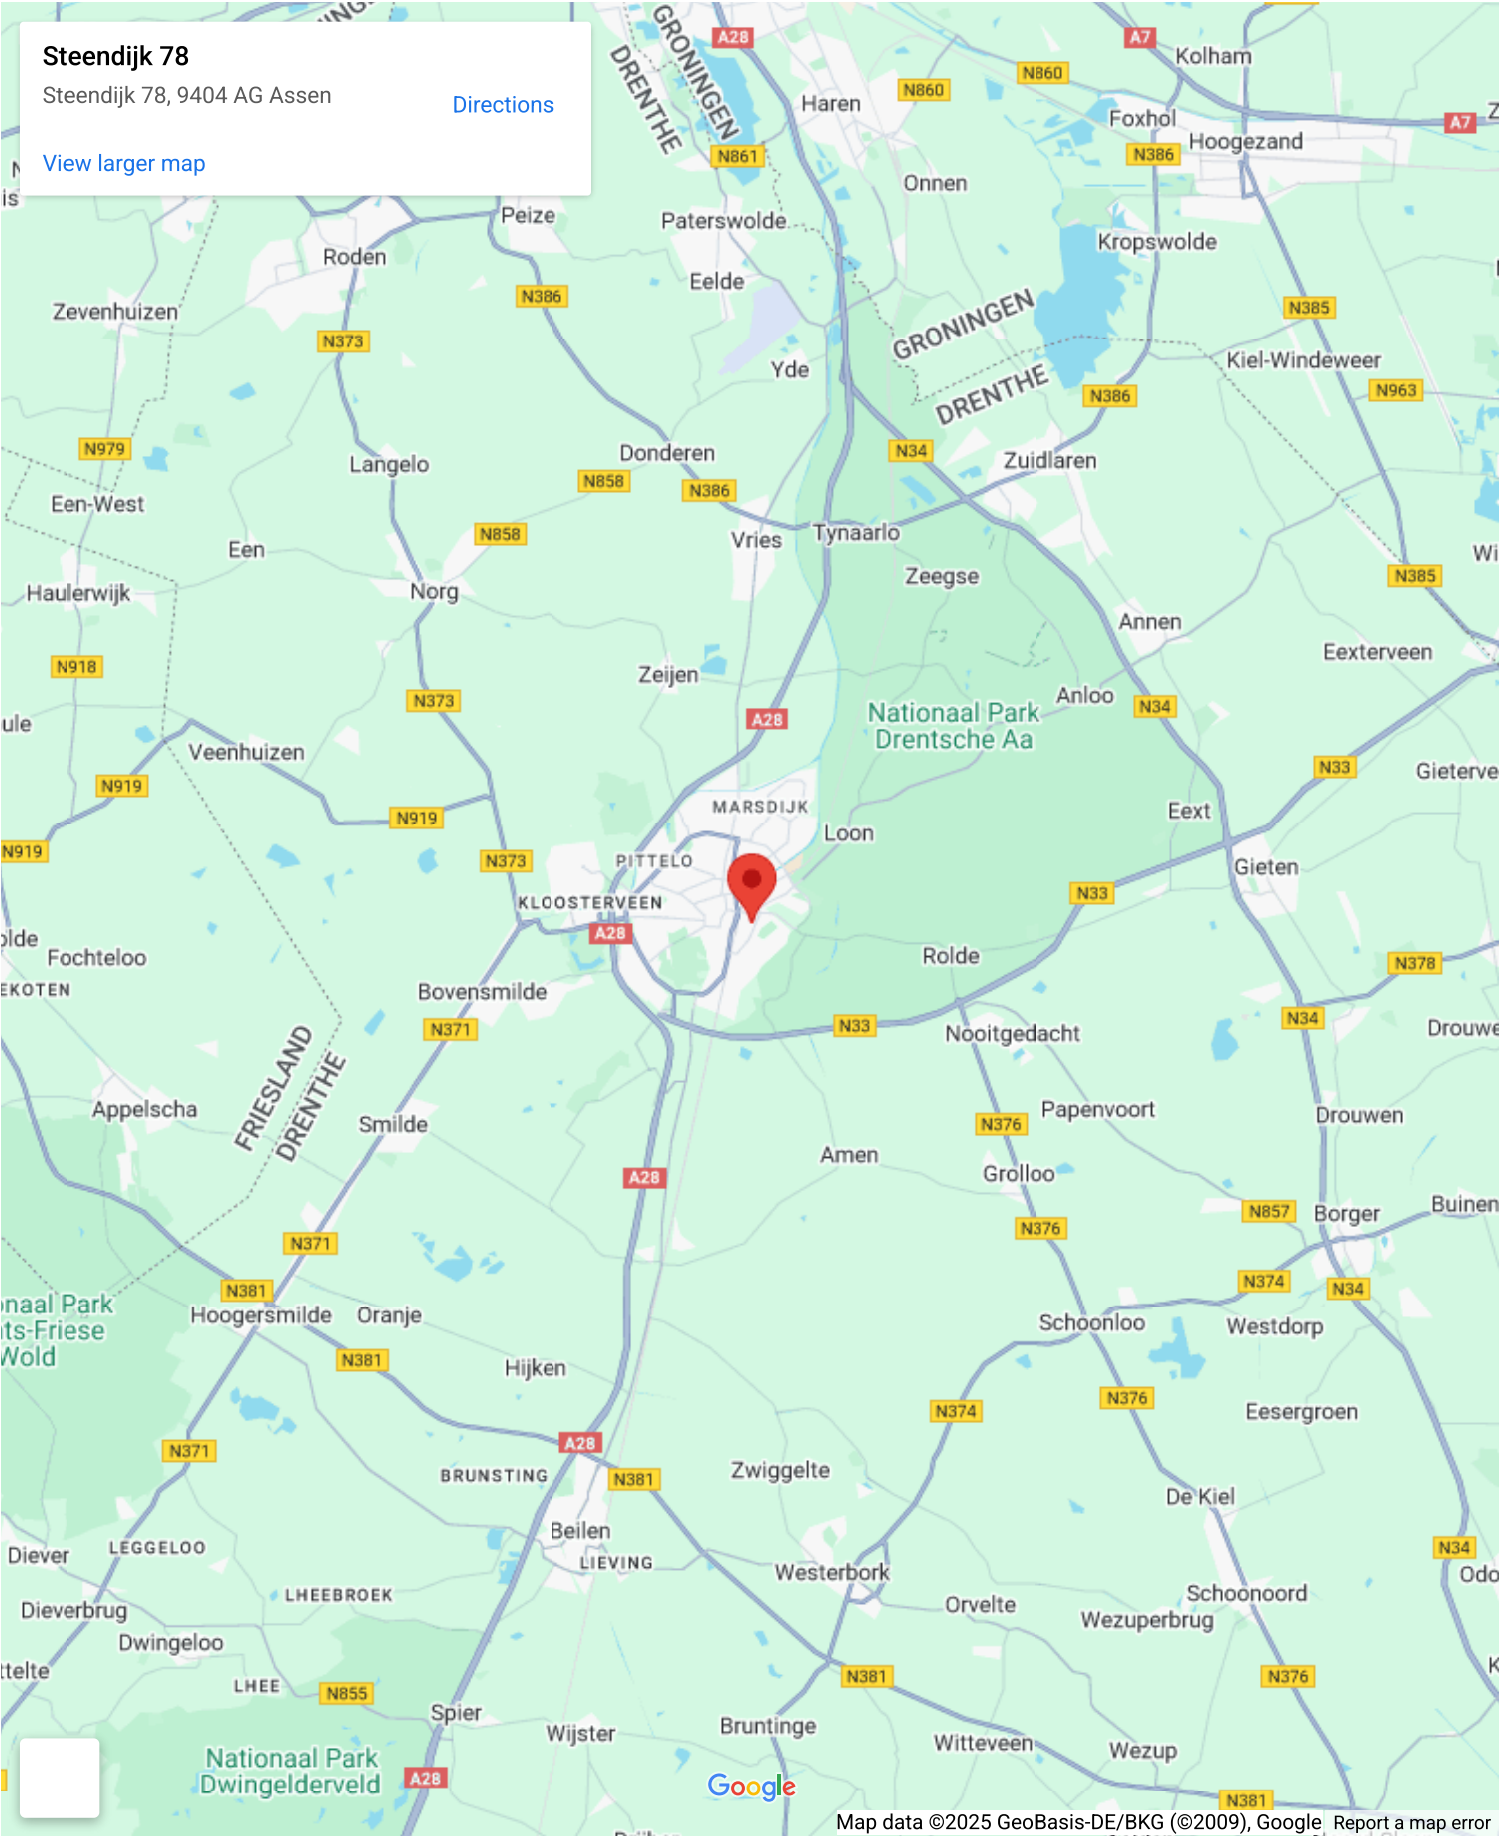 Steendijk 78
Steendijk 78, 9404 AG Assen
Directions
View larger map
GRONINGEN
DRENTHE
A28
A7
Kolham
N860
N860
Haren
Foxhol
A7
Hoogezand
N861
N386
Onnen
Peize
Paterswolde
Kropswolde
Roden
Eelde
N386
Zevenhuizen
GRONINGEN
N385
N373
Yde
DRENTHE
Kiel-Windeweer
N386
N963
N979
Donderen
N34
Langelo
Zuidlaren
N858
N386
Een-West
N858
Vries
Tynaarlo
Een
Zeegse
N385
Haulerwijk
Norg
Annen
N918
Zeijen
Eexterveen
N373
Anloo
N34
A28
Nationaal Park
Drentsche Aa
Veenhuizen
N33
N919
N919
MARSDIJK
Eext
Loon
N919
N373
PITTELO
Gieten
KLOOSTERVEEN
N33
A28
Fochteloo
Rolde
N378
Bovensmilde
N371
N33
N34
Nooitgedacht
FRIESLAND
DRENTHE
Appelscha
Smilde
N376
Papenvoort
Drouwen
Amen
A28
Grolloo
N371
N376
N857
Borger
Buinen
N381
N374
N34
Hoogersmilde
Oranje
Schoonloo
Westdorp
N381
Hijken
N376
N374
Eesergroen
N371
A28
BRUNSTING
N381
Zwiggelte
De Kiel
Beilen
Diever
LEGGELOO
LIEVING
N34
Westerbork
LHEEBROEK
Orvelte
Schoonoord
Dieverbrug
Wezuperbrug
Dwingeloo
N381
N376
LHEE
N855
Spier
Wijster
Bruntinge
Witteveen
Wezup
Nationaal Park
Dwingelderveld
A28
Google
N381
Map data ©2025 GeoBasis-DE/BKG (©2009), Google
Report a map error